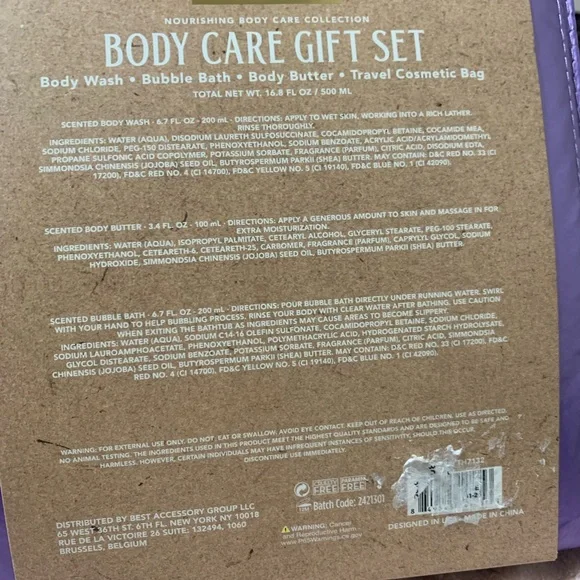 NOURISHING BODY CARE COLLECTION
BODY CARE GIFT SET
Body Wash • Bubble Bath • Body Butter • Travel Cosmetic Bag
TOTAL NET WT. 16.8 FL OZ / 500 ML
SCENTED BODY WASH - 6.7 FL. OZ - 200 mL - DIRECTIONS: APPLY TO WET SKIN, WORKING INTO A RICH LATHER.
RINSE THOROUGHLY.
INGREDIENTS: WATER (AQUA), DISODIUM LAURETH SULFOSUCCINATE, COCAMIDOPROPYL BETAINE, COCAMIDE MEA,
SODIUM CHLORIDE, PEG-150 DISTEARATE, PHENOXYETHANOL, SODIUM BENZOATE, ACRYLIC ACID/ACRYLAMIDOMETHYL
PROPANE SULFONIC ACID COPOLYMER, POTASSIUM SORBATE, FRAGRANCE (PARFUM), CITRIC ACID, DISODIUM EDTA,
SIMMONDSIA CHINENSIS (JOJOBA) SEED OIL, BUTYROSPERMUM PARKII (SHEA) BUTTER. MAY CONTAIN: D&C RED NO. 33 (CI
17200), FD&C RED NO. 4 (CI 14700), FD&C YELLOW NO. 5 (CI 19140), FD&C BLUE NO. 1 (CI 42090).
SCENTED BODY BUTTER - 3.4 FL. OZ - 100 mL - DIRECTIONS: APPLY A GENEROUS AMOUNT TO SKIN AND MASSAGE IN FOR
EXTRA MOISTURIZATION.
INGREDIENTS: WATER (AQUA), ISOPROPYL PALMITATE, CETEARYL ALCOHOL, GLYCERYL STEARATE, PEG-100 STEARATE,
PHENOXYETHANOL, CETEARETH-6, CETEARETH-25, CARBOMER, FRAGRANCE (PARFUM), CAPRYLYL GLYCOL, SODIUM
HYDROXIDE, SIMMONDSIA CHINENSIS (JOJOBA) SEED OIL, BUTYROSPERMUM PARKII (SHEA) BUTTER.
SCENTED BUBBLE BATH - 6.7 FL. OZ - 200 mL - DIRECTIONS: POUR BUBBLE BATH DIRECTLY UNDER RUNNING WATER. SWIRL
WITH YOUR HAND TO HELP BUBBLING PROCESS. RINSE YOUR BODY WITH CLEAR WATER AFTER BATHING. USE CAUTION
WHEN EXITING THE BATHTUB AS INGREDIENTS MAY CAUSE AREAS TO BECOME SLIPPERY.
INGREDIENTS: WATER (AQUA), SODIUM C14-16 OLEFIN SULFONATE, COCAMIDOPROPYL BETAINE, SODIUM CHLORIDE,
SODIUM LAUROAMPHOACETATE, PHENOXYETHANOL, POLYMETHACRYLIC ACID, HYDROGENATED STARCH HYDROLYSATE,
GLYCOL DISTEARATE, SODIUM BENZOATE, POTASSIUM SORBATE, FRAGRANCE (PARFUM), CITRIC ACID, SIMMONDSIA
CHINENSIS (JOJOBA) SEED OIL, BUTYROSPERMUM PARKII (SHEA) BUTTER. MAY CONTAIN: D&C RED NO. 33 (CI 17200), FD&C
RED NO. 4 (CI 14700), FD&C YELLOW NO. 5 (CI 19140), FD&C BLUE NO. 1 (CI 42090).
WARNING: FOR EXTERNAL USE ONLY. DO NOT, EAT OR SWALLOW. AVOID EYE CONTACT. KEEP OUT OF REACH OF CHILDREN. USE AS DIRECTED.
NO ANIMAL TESTING. THE INGREDIENTS USED IN THIS PRODUCT MEET THE HIGHEST QUALITY STANDARDS AND ARE DESIGNED TO BE SAFE AND
HARMLESS. HOWEVER, CERTAIN INDIVIDUALS MAY HAVE INFREQUENT INSTANCES OF SENSITIVITY. SHOULD THIS OCCUR,
DISCONTINUE USE IMMEDIATELY.
CRUELTY FREE
PARABEN FREE
Batch Code: 2421301
DISTRIBUTED BY BEST ACCESSORY GROUP LLC
65 WEST 36TH ST. 6TH FL. NEW YORK NY 10018
RUE DE LA VICTOIRE 26 SUITE: 132494, 1060
BRUSSELS, BELGIUM
WARNING: Cancer
and Reproductive Harm -
www.P65Warnings.ca.gov
DESIGNED IN MADE IN CHINA